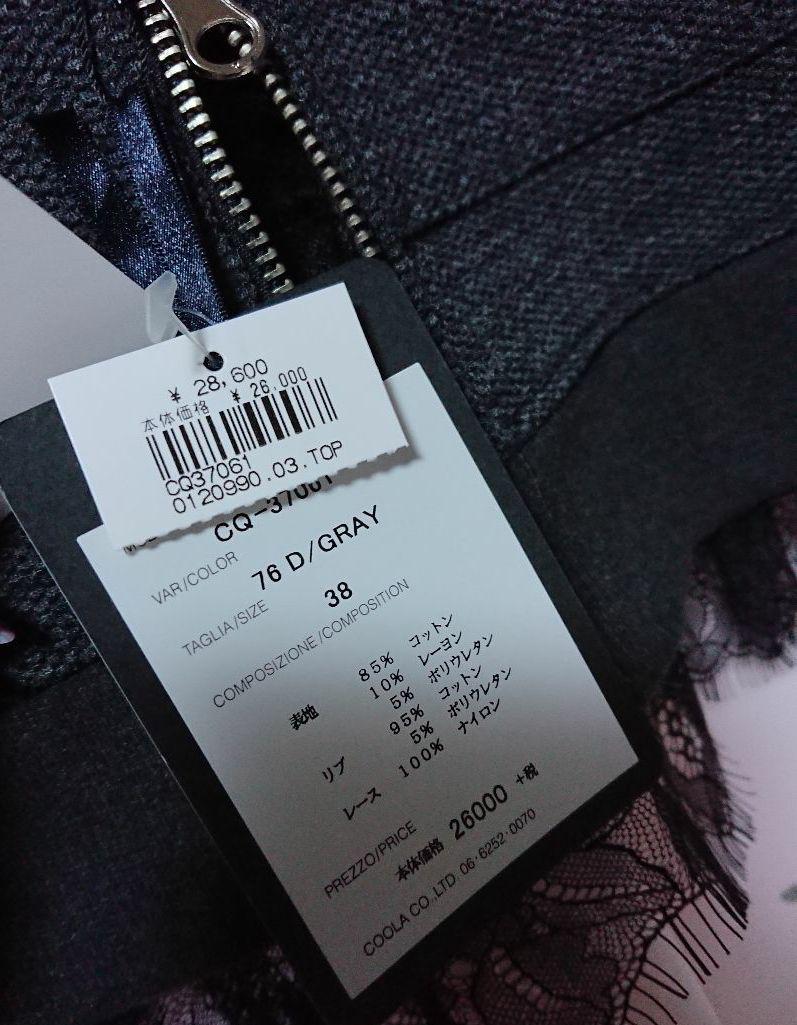 ¥ 28,600
本体価格 ¥ 26,000
CQ37061
0120990.03.TOP
CQ-37061
VAR/COLOR 76 D/GRAY
TAGLIA/SIZE 38
COMPOSIZIONE/COMPOSITION
表地 85% コットン
10% レーヨン
5% ポリウレタン
リブ 95% コットン
5% ポリウレタン
レース 100% ナイロン
PREZZO/PRICE
本体価格 26000 +税
COOLA CO.,LTD 06·6252·0070